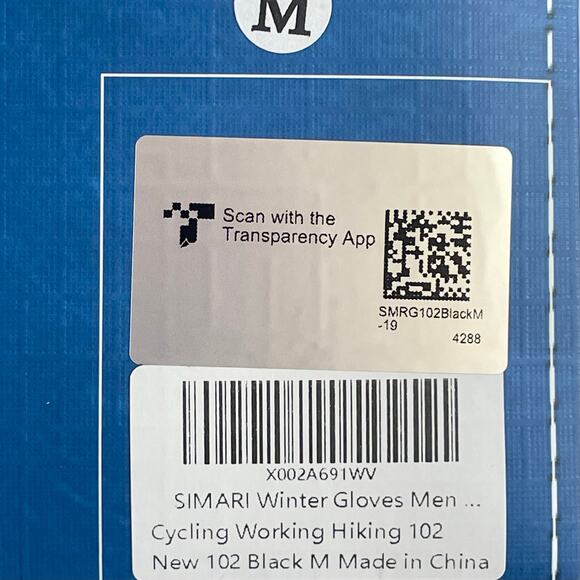 M
Scan with the
Transparency App
SMRG102BlackM
-19
4288
X002A691WV
SIMARI Winter Gloves Men ...
Cycling Working Hiking 102
New 102 Black M Made in China